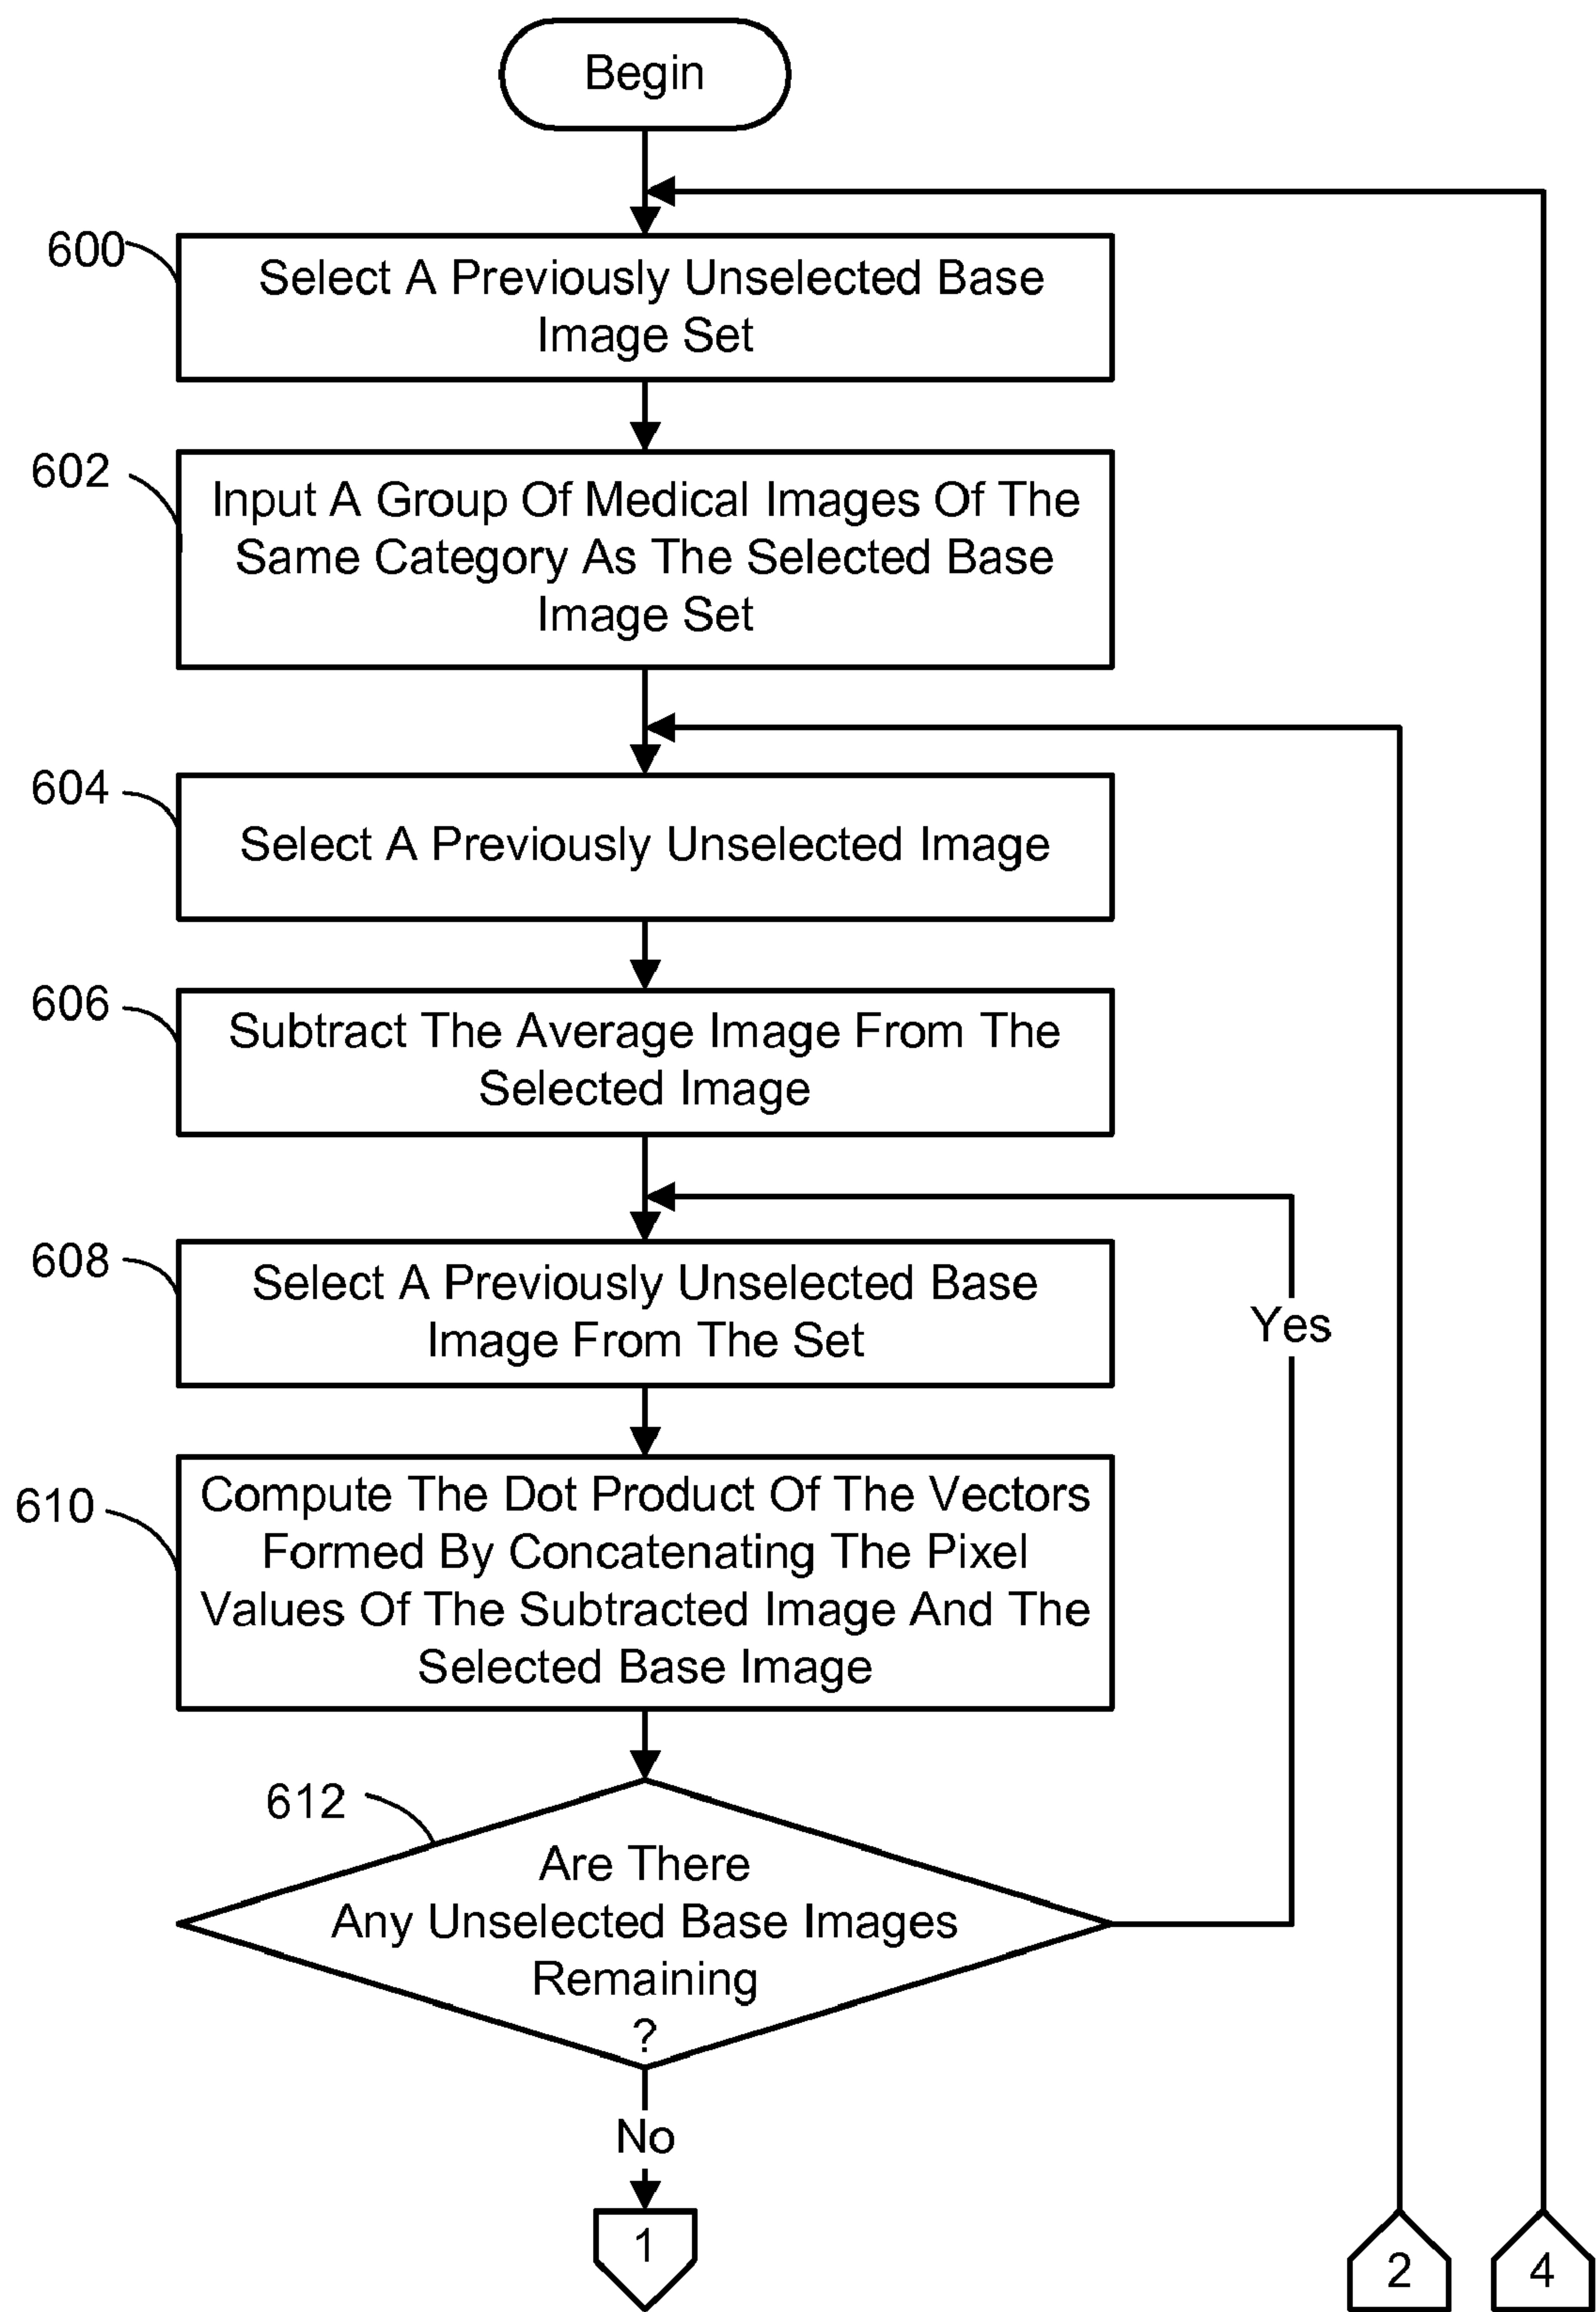 Begin
600
Select A Previously Unselected Base
Image Set
602
Input A Group Of Medical Images Of The
Same Category As The Selected Base
Image Set
604
Select A Previously Unselected Image
606
Subtract The Average Image From The
Selected Image
608
Select A Previously Unselected Base
Image From The Set
Yes
610
Compute The Dot Product Of The Vectors
Formed By Concatenating The Pixel
Values Of The Subtracted Image And The
Selected Base Image
612
Are There
Any Unselected Base Images
Remaining
?
No
1
2
4